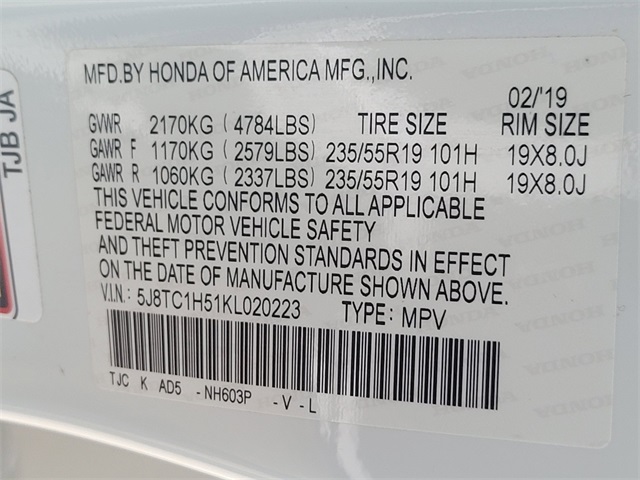 MFD.BY HONDA OF AMERICA MFG.,INC.
02/'19
GVWR 2170KG (4784LBS) TIRE SIZE RIM SIZE
GAWR F 1170KG (2579LBS) 235/55R19 101H 19X8.0J
GAWR R 1060KG (2337LBS) 235/55R19 101H 19X8.0J
THIS VEHICLE CONFORMS TO ALL APPLICABLE
FEDERAL MOTOR VEHICLE SAFETY
AND THEFT PREVENTION STANDARDS IN EFFECT
ON THE DATE OF MANUFACTURE SHOWN ABOVE.
V.I.N.: 5J8TC1H51KL020223 TYPE: MPV
TJC K AD5 -NH603P -V-L
TJB JA
HONDA HONDA HONDA